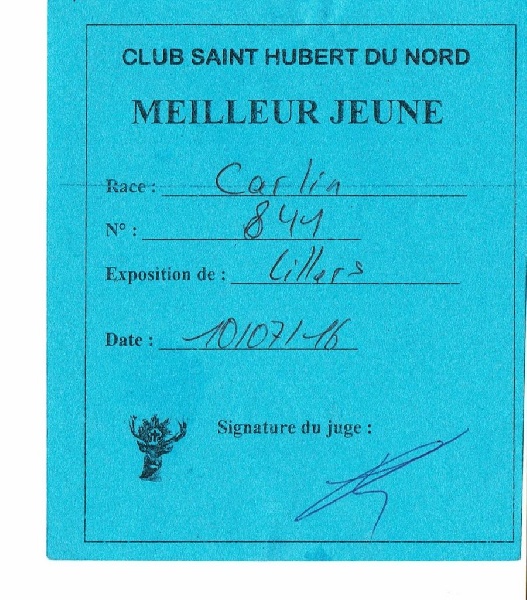 CLUB SAINT HUBERT DU NORD
MEILLEUR JEUNE
Race : Carlin
N° : 841
Exposition de : Lillers
Date : 10/07/16
Signature du juge :